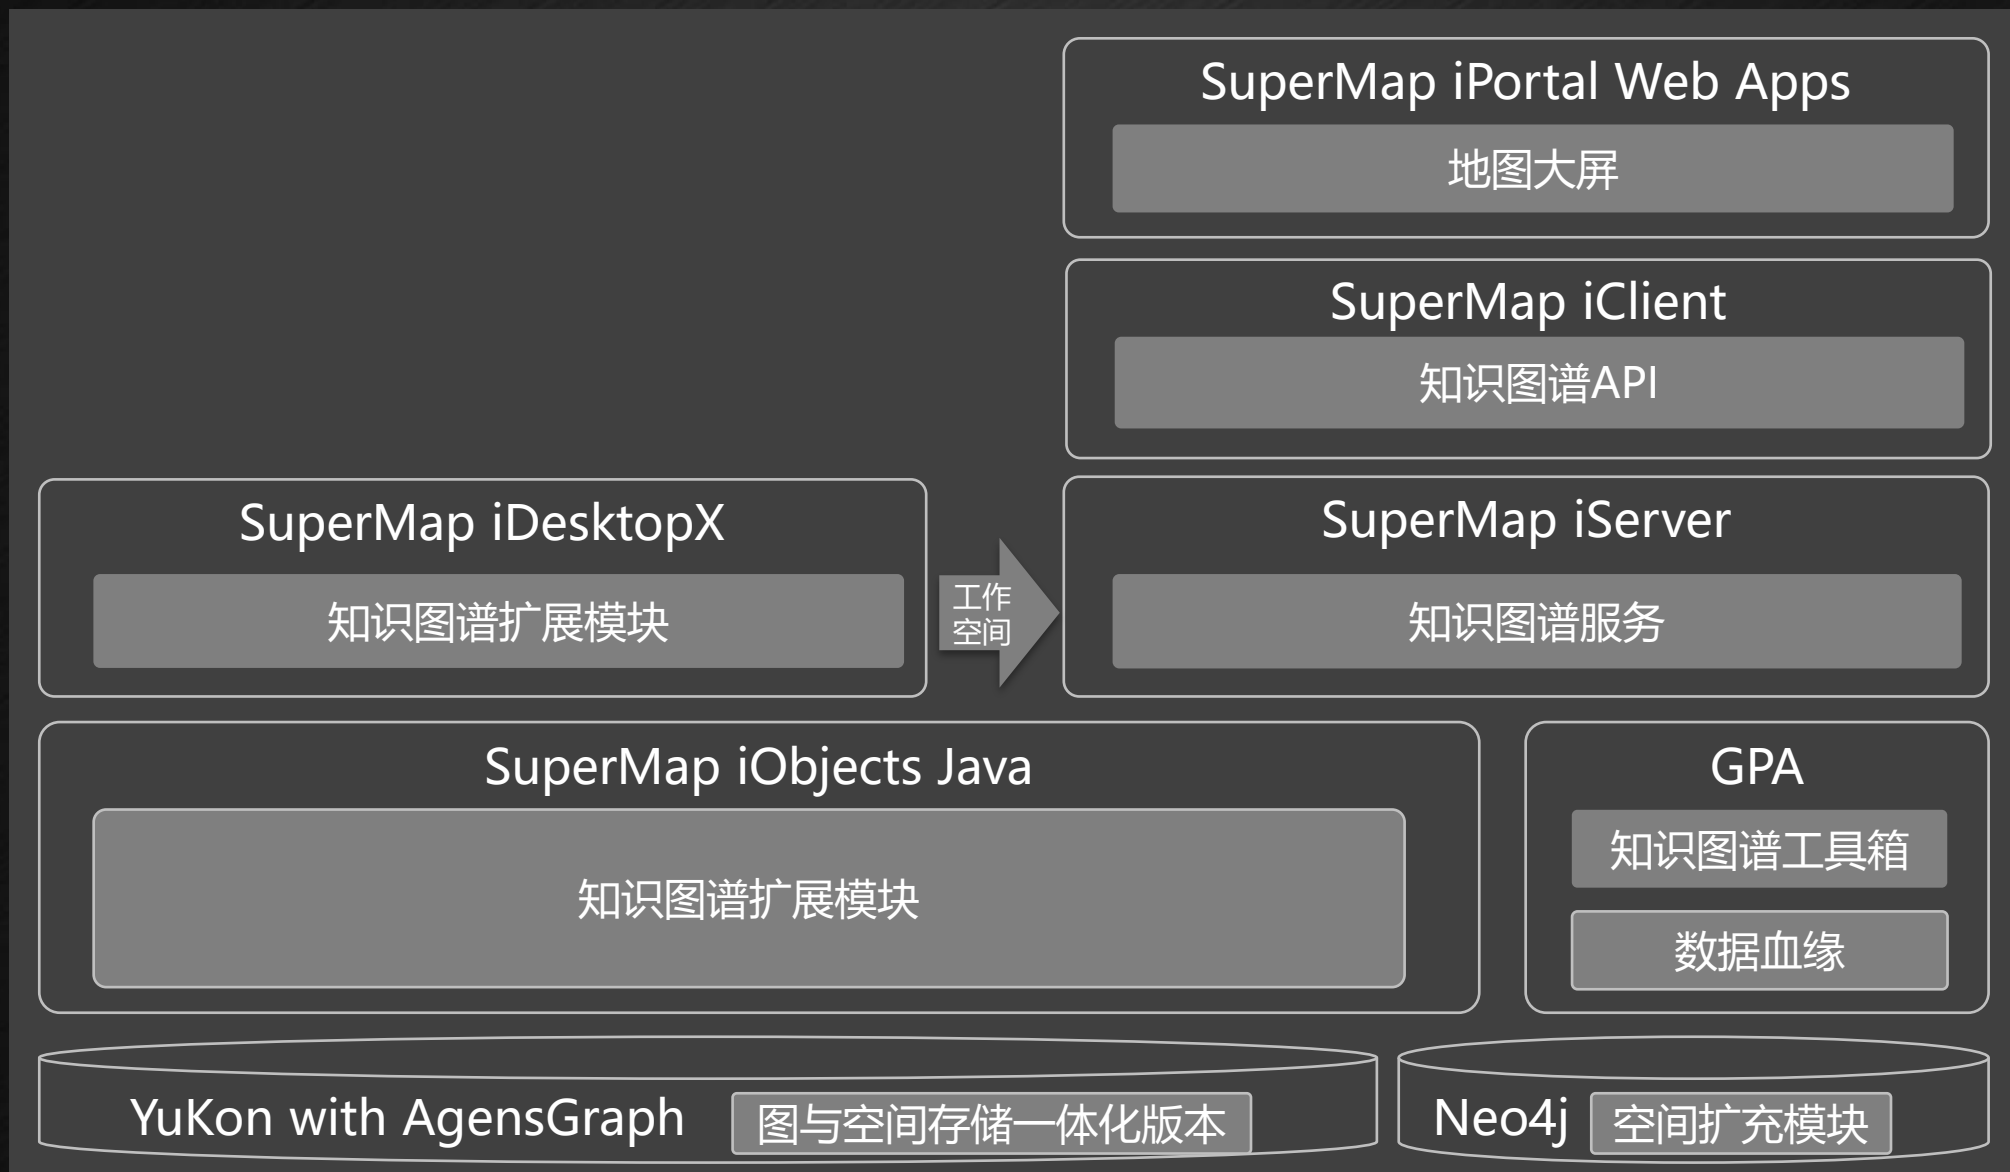 SuperMap iPortal Web Apps
地图大屏
SuperMap iClient
知识图谱API
SuperMap iDesktopX
知识图谱扩展模块
工作
空间
SuperMap iServer
知识图谱服务
SuperMap iObjects Java
知识图谱扩展模块
GPA
知识图谱工具箱
数据血缘
YuKon with AgensGraph
图与空间存储一体化版本
Neo4j
空间扩充模块